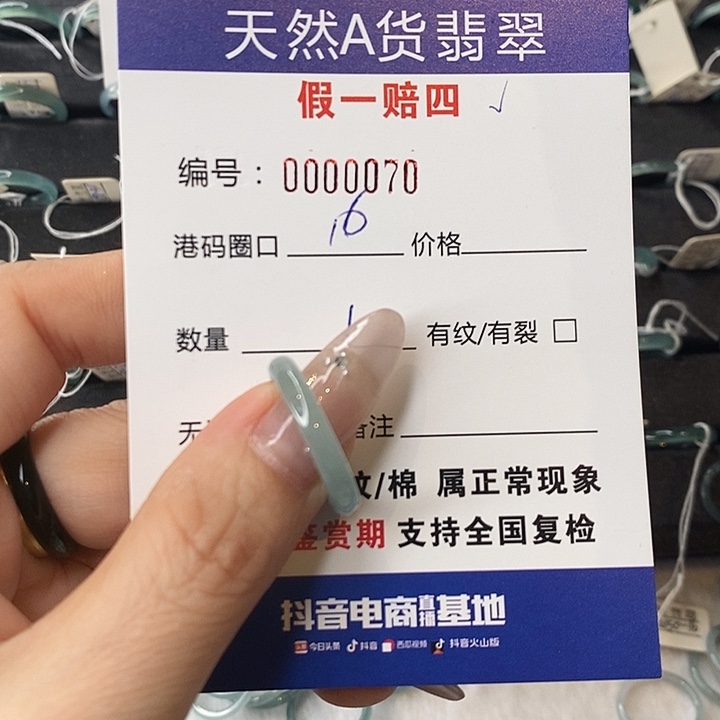 天然A货翡翠
假一赔四 ✓
编号： 0000070
港码圈口 16 价格
数量 1 有纹/有裂 □
备注
纹/棉 属正常现象
鉴赏期 支持全国复检
抖音电商直播基地
今日头条 抖音 西瓜视频 抖音火山版